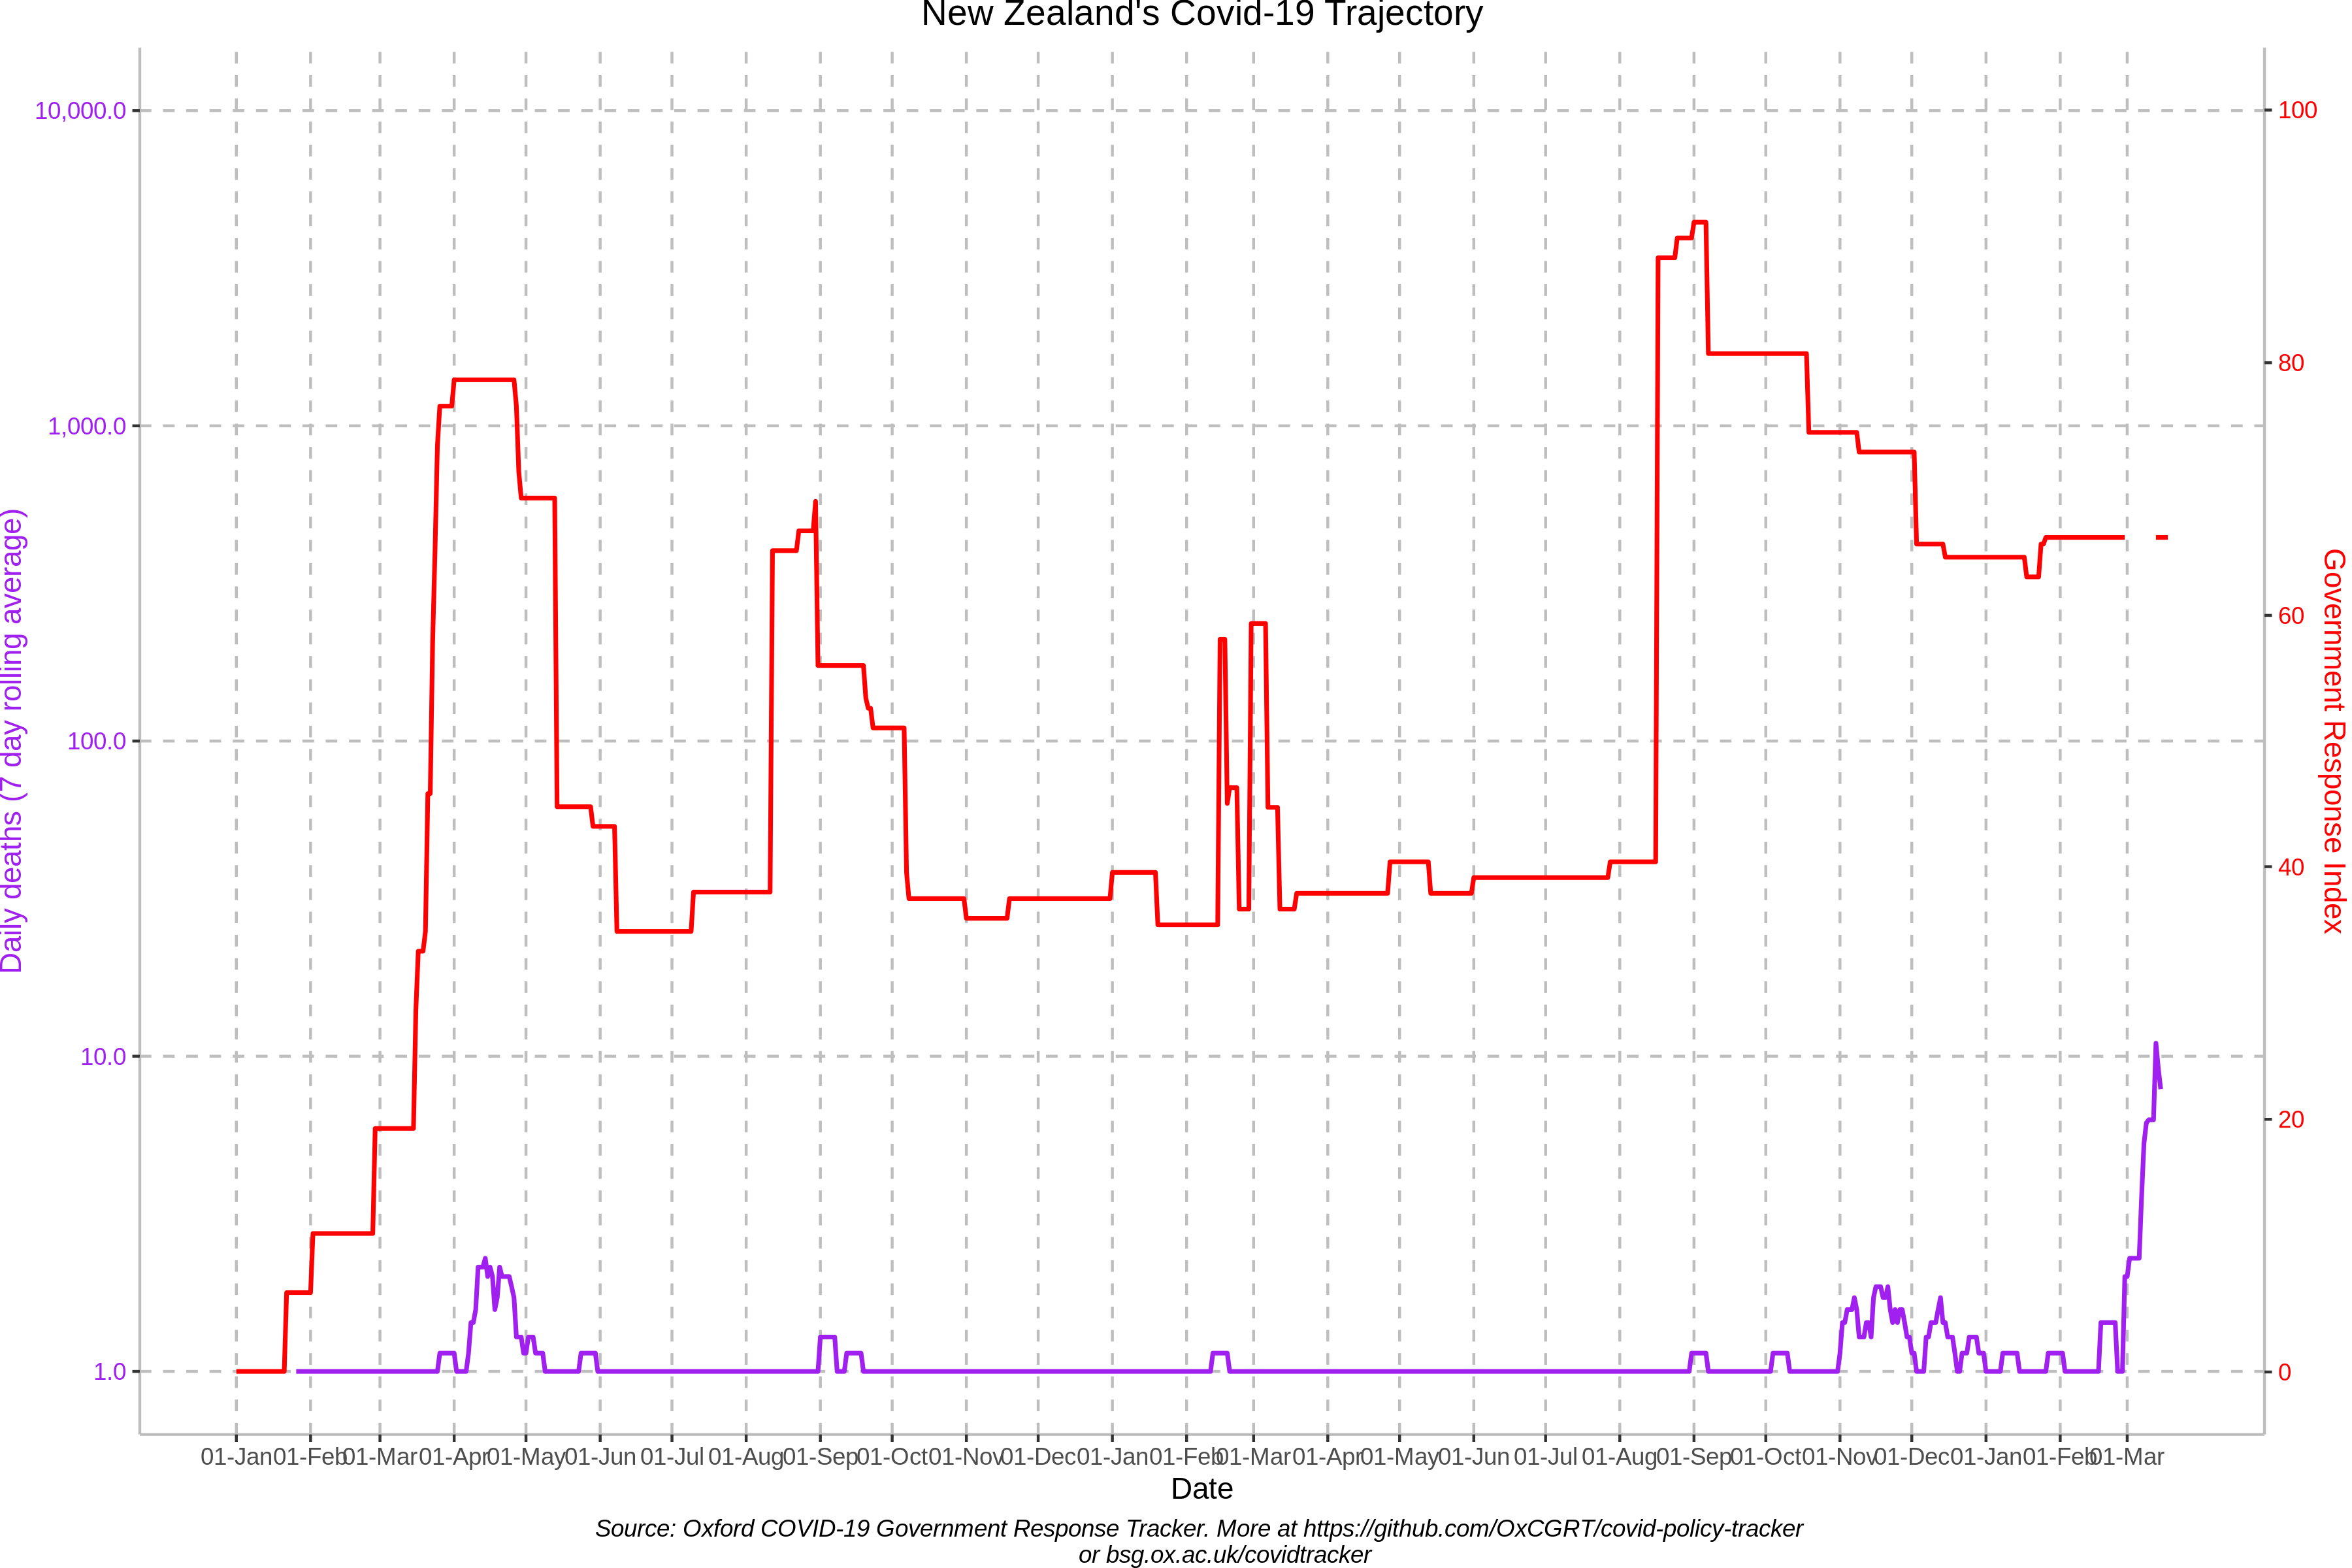 New Zealand's Covid-19 Trajectory
10,000.0
1,000.0
100.0
10.0
1.0
Daily deaths (7 day rolling average)
100
80
60
40
20
0
Government Response Index
01-Jan 01-Feb 01-Mar 01-Apr 01-May 01-Jun 01-Jul 01-Aug 01-Sep 01-Oct 01-Nov 01-Dec 01-Jan 01-Feb 01-Mar 01-Apr 01-May 01-Jun 01-Jul 01-Aug 01-Sep 01-Oct 01-Nov 01-Dec 01-Jan 01-Feb 01-Mar
Date
Source: Oxford COVID-19 Government Response Tracker. More at https://github.com/OxCGRT/covid-policy-tracker
or bsg.ox.ac.uk/covidtracker